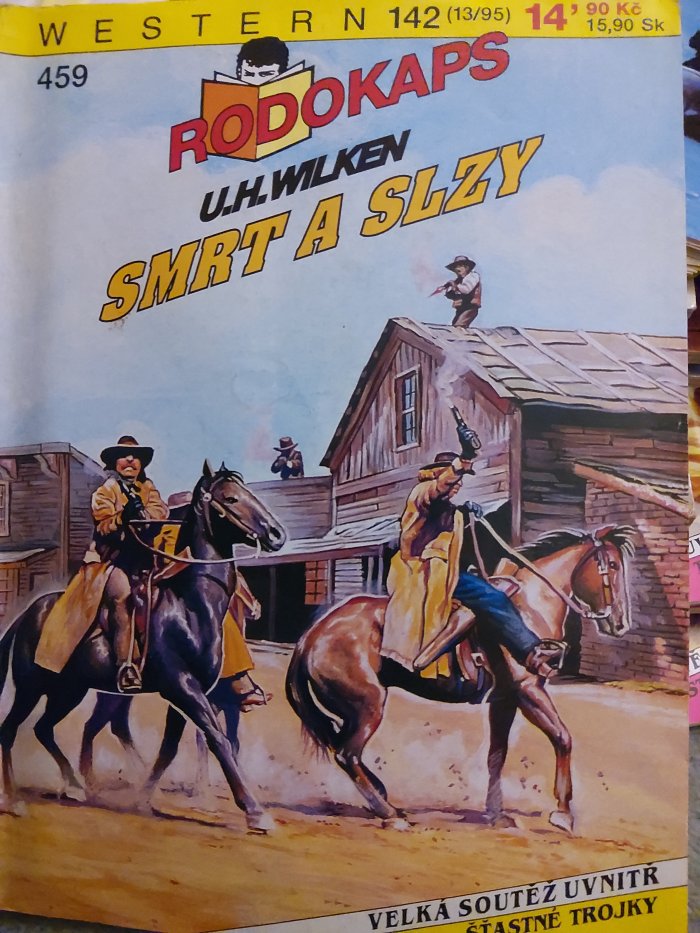 WESTERN 142 (13/95) 14'90 Kč
15,90 Sk
459
RODOKAPS
U.H.WILKEN
SMRT A SLZY
VELKÁ SOUTĚŽ UVNITŘ
ŠŤASTNÉ TROJKY